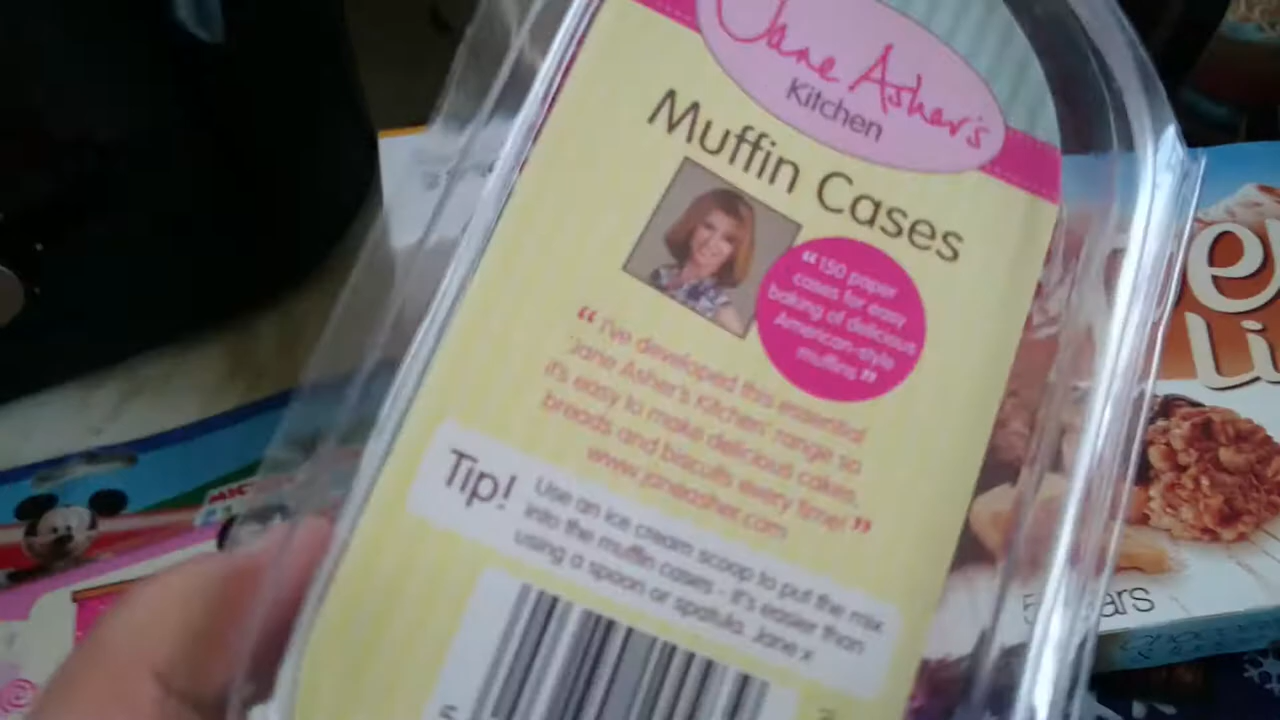 Jane Asher's
Kitchen
Muffin Cases
“150 paper
cases for easy
baking of delicious
American-style
muffins”
“I've developed this essential
'Jane Asher's Kitchen' range so
it's easy to make delicious cakes,
breads and biscuits every time!”
www.janeasher.com
Tip!
Use an ice cream scoop to put the mix
into the muffin cases - it's easier than
using a spoon or spatula. Jane x
5
Li
ars